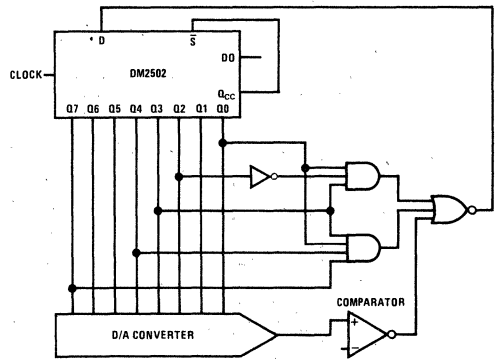 D S̅
DO
CLOCK DM2502
Q_CC
Q7 Q6 Q5 Q4 Q3 Q2 Q1 Q0
COMPARATOR
+
D/A CONVERTER
−